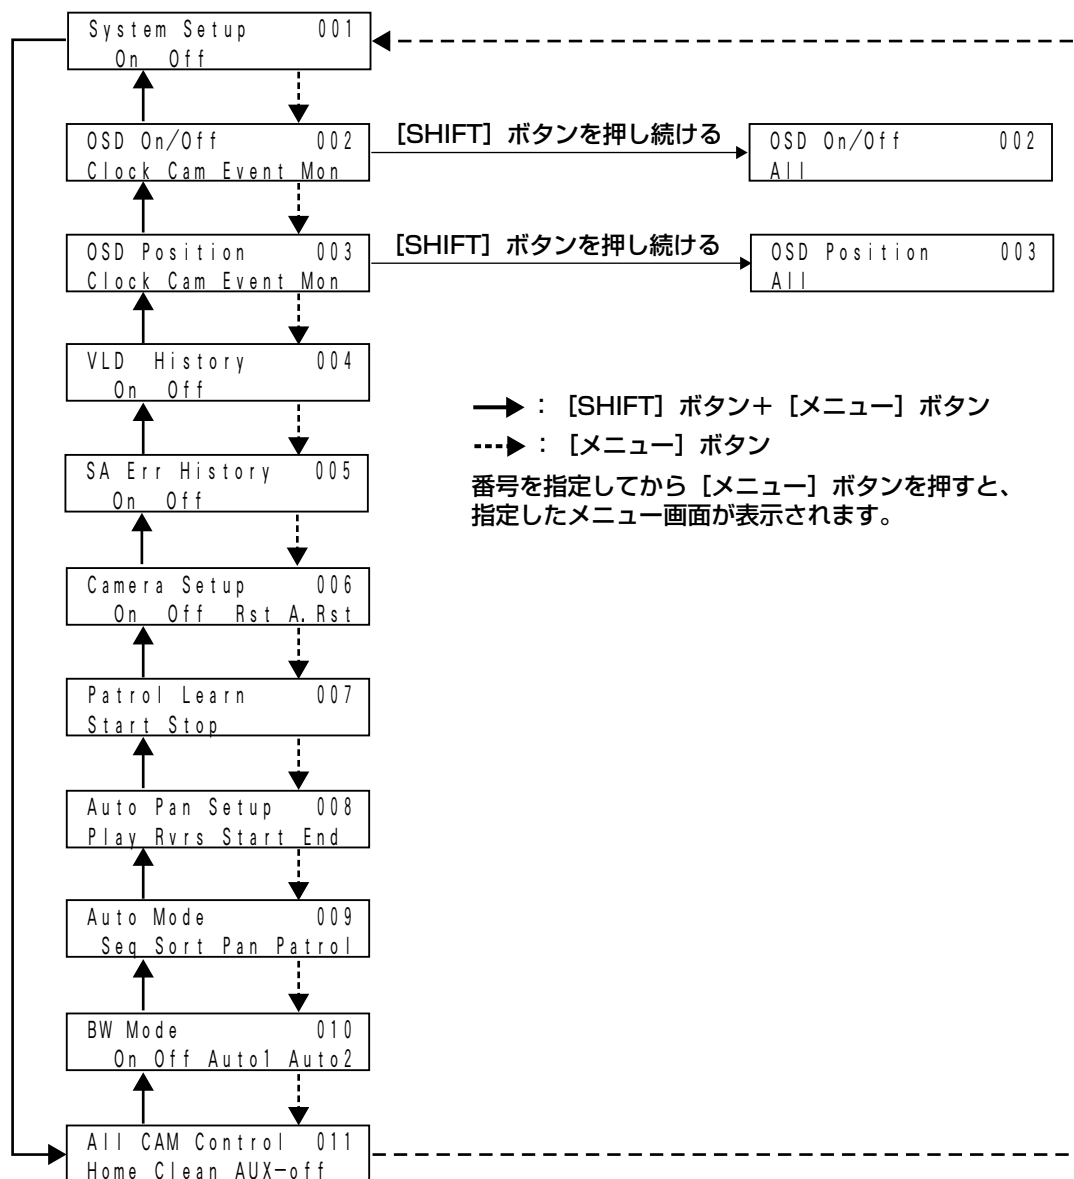 System Setup 001
On Off
OSD On/Off 002
Clock Cam Event Mon
[SHIFT] ボタンを押し続ける
OSD On/Off 002
All
OSD Position 003
Clock Cam Event Mon
[SHIFT] ボタンを押し続ける
OSD Position 003
All
VLD History 004
On Off
SA Err History 005
On Off
: [SHIFT] ボタン+[メニュー] ボタン
: [メニュー] ボタン
番号を指定してから[メニュー] ボタンを押すと、
指定したメニュー画面が表示されます。
Camera Setup 006
On Off Rst A.Rst
Patrol Learn 007
Start Stop
Auto Pan Setup 008
Play Rvrs Start End
Auto Mode 009
Seq Sort Pan Patrol
BW Mode 010
On Off Auto1 Auto2
All CAM Control 011
Home Clean AUX-off